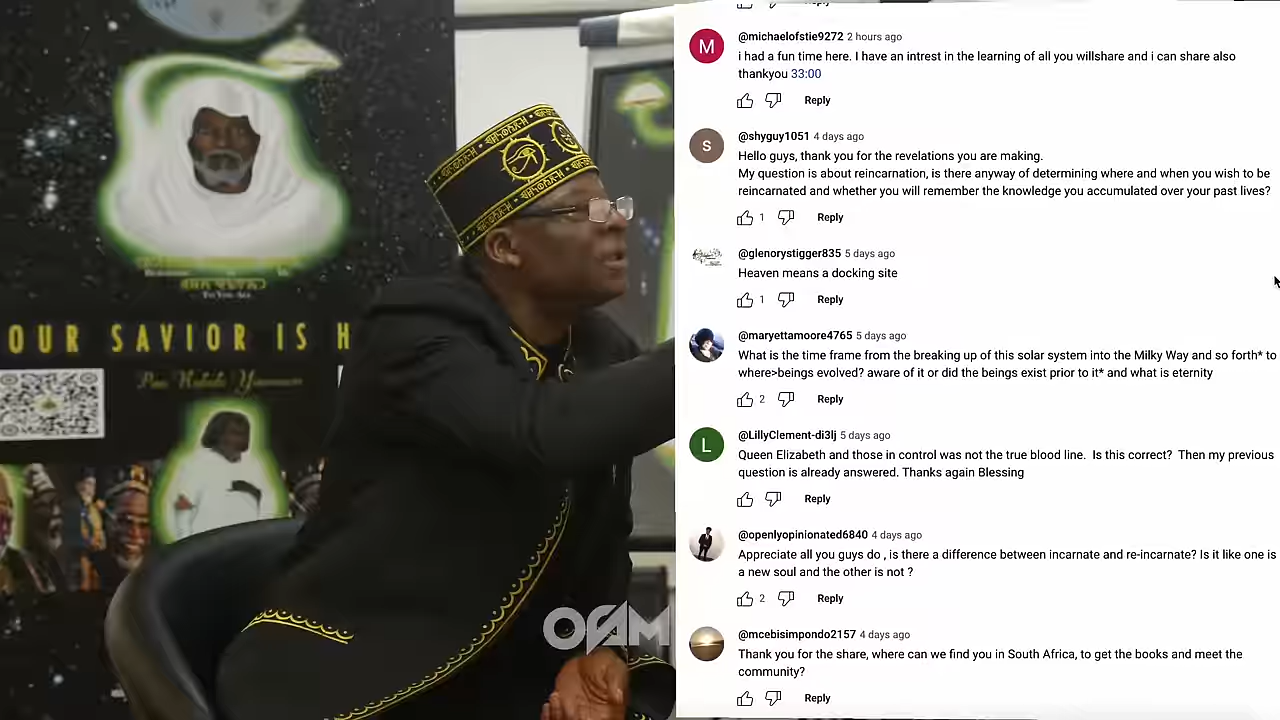 OUR SAVIOR IS H
To You All
OGM
Reply
@michaelofstie9272 2 hours ago
i had a fun time here. I have an intrest in the learning of all you willshare and i can share also
thankyou 33:00
Reply
@shyguy1051 4 days ago
Hello guys, thank you for the revelations you are making.
My question is about reincarnation, is there anyway of determining where and when you wish to be
reincarnated and whether you will remember the knowledge you accumulated over your past lives?
1 Reply
@glenorystigger835 5 days ago
Heaven means a docking site
1 Reply
@maryettamoore4765 5 days ago
What is the time frame from the breaking up of this solar system into the Milky Way and so forth* to
where>beings evolved? aware of it or did the beings exist prior to it* and what is eternity
2 Reply
@LillyClement-di3lj 5 days ago
Queen Elizabeth and those in control was not the true blood line.  Is this correct?  Then my previous
question is already answered. Thanks again Blessing
Reply
@openlyopinionated6840 4 days ago
Appreciate all you guys do , is there a difference between incarnate and re-incarnate? Is it like one is
a new soul and the other is not ?
2 Reply
@mcebisimpondo2157 4 days ago
Thank you for the share, where can we find you in South Africa, to get the books and meet the
community?
Reply